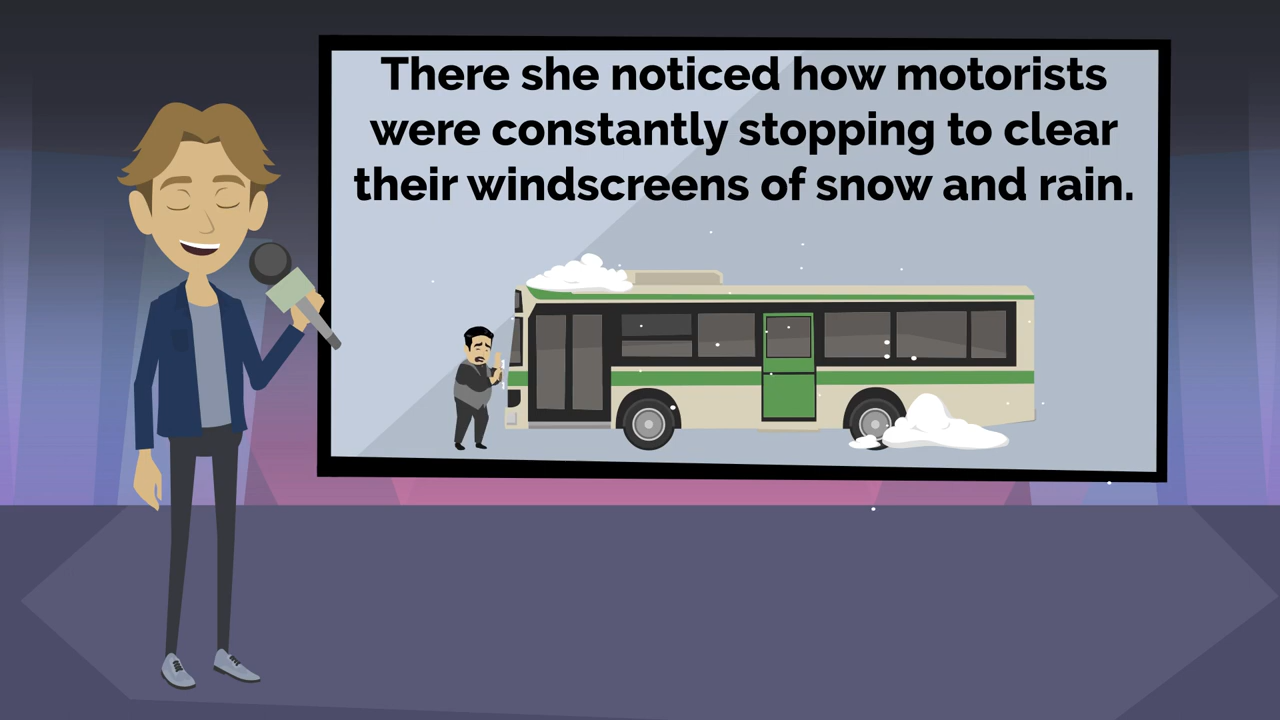 There she noticed how motorists
were constantly stopping to clear
their windscreens of snow and rain.